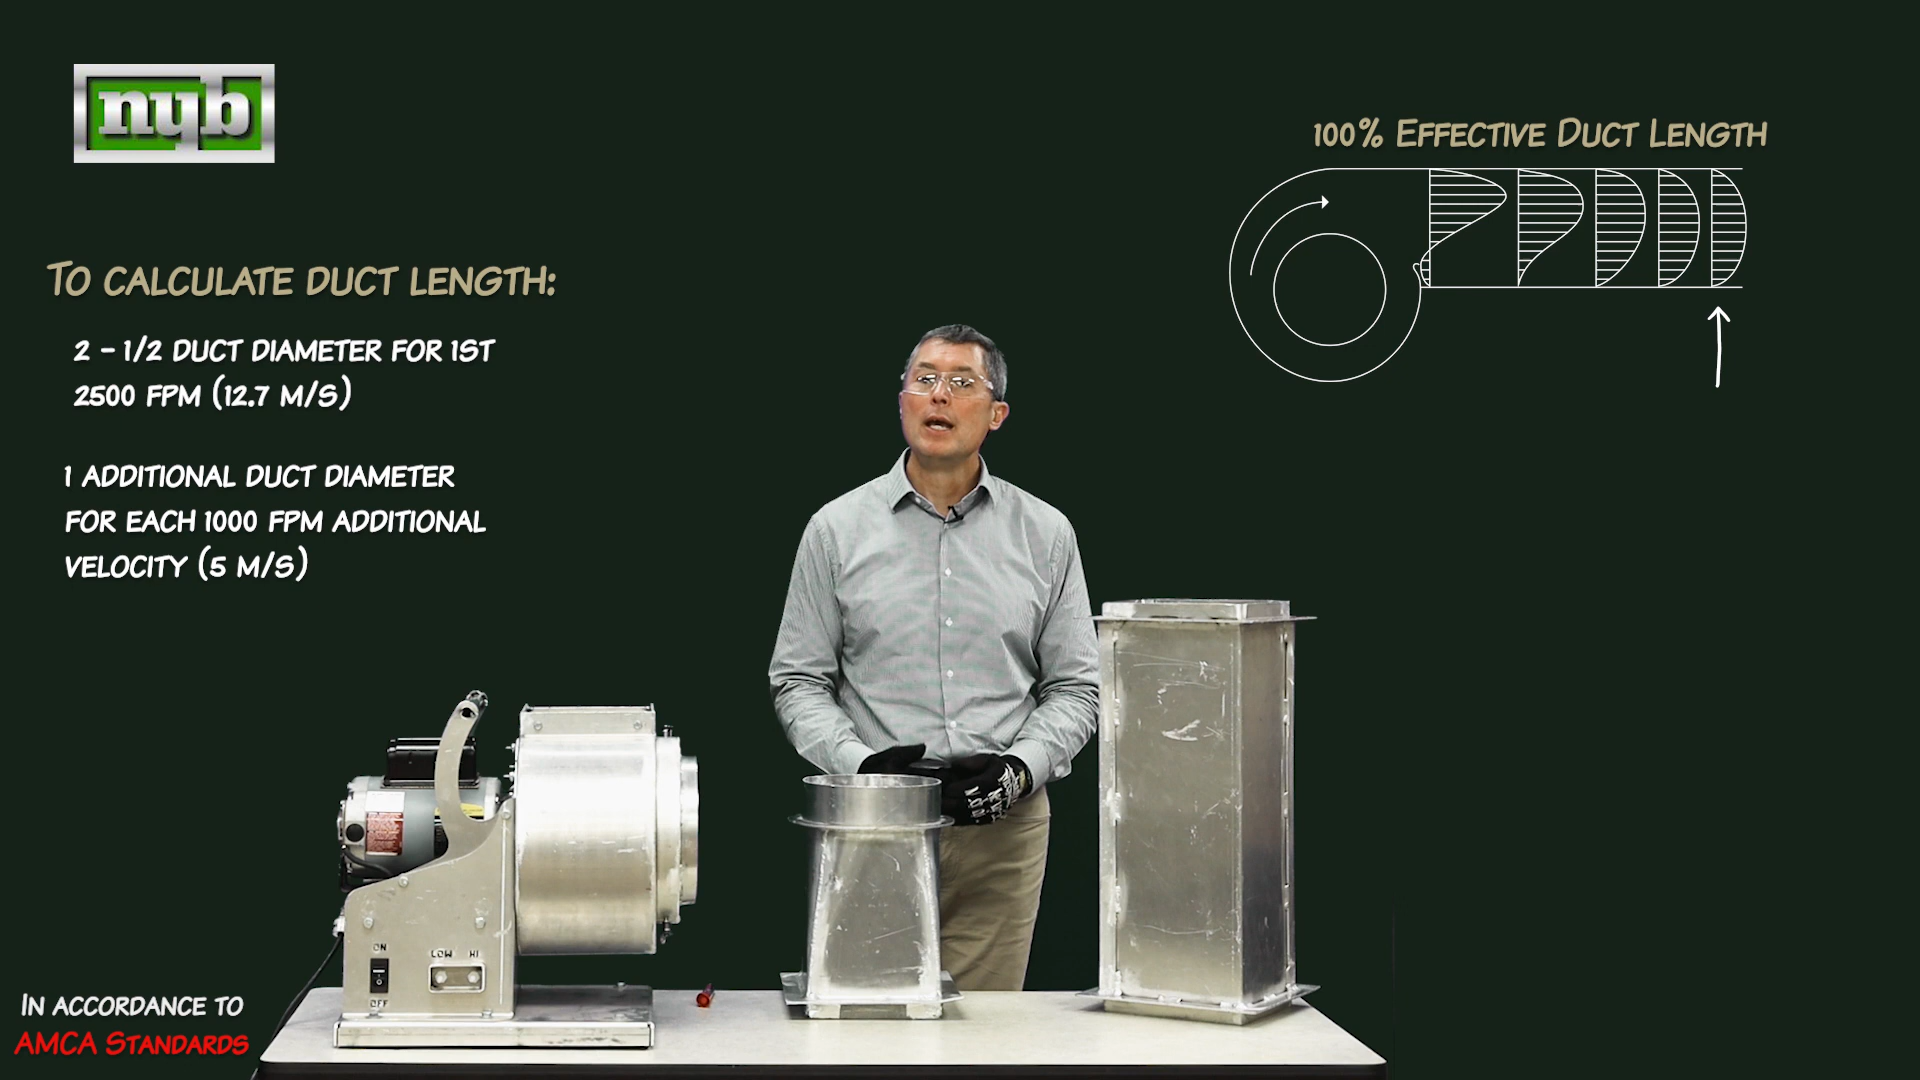 nyb
100% EFFECTIVE DUCT LENGTH
TO CALCULATE DUCT LENGTH:
2 - 1/2 DUCT DIAMETER FOR 1ST
2500 FPM (12.7 M/S)
1 ADDITIONAL DUCT DIAMETER
FOR EACH 1000 FPM ADDITIONAL
VELOCITY (5 M/S)
ON
OFF
LOW HI
IN ACCORDANCE TO
AMCA STANDARDS